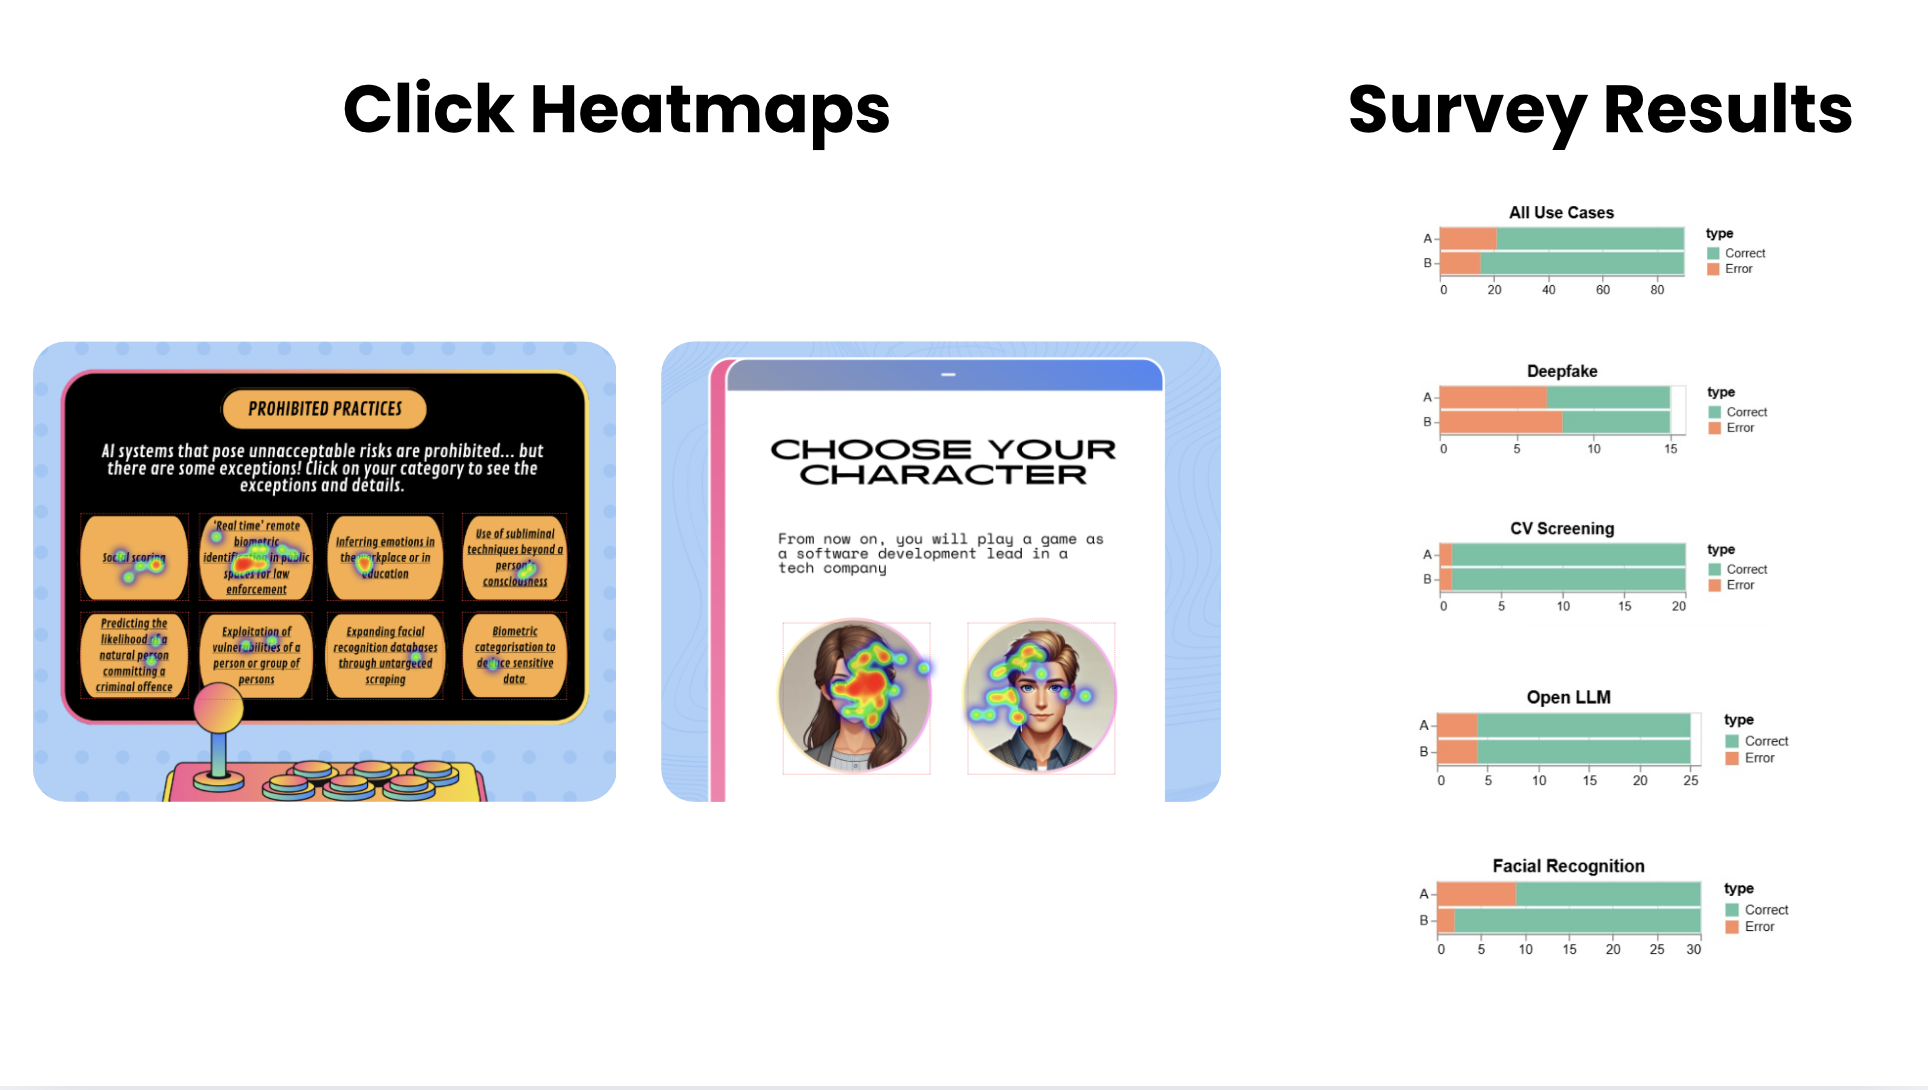 Click Heatmaps
Survey Results
PROHIBITED PRACTICES
AI systems that pose unnacceptable risks are prohibited... but
there are some exceptions! Click on your category to see the
exceptions and details.
Social scoring
'Real time' remote
biometric
identification in public
spaces for law
enforcement
Inferring emotions in
the workplace or in
education
Use of subliminal
techniques beyond a
person's
consciousness
Predicting the
likelihood of a
natural person
committing a
criminal offence
Exploitation of
vulnerabilities of a
person or group of
persons
Expanding facial
recognition databases
through untargeted
scraping
Biometric
categorisation to
deduce sensitive
data
CHOOSE YOUR
CHARACTER
From now on, you will play a game as
a software development lead in a
tech company
All Use Cases
A
B
0 20 40 60 80
type
Correct
Error
Deepfake
A
B
0 5 10 15
type
Correct
Error
CV Screening
A
B
0 5 10 15 20
type
Correct
Error
Open LLM
A
B
0 5 10 15 20 25
type
Correct
Error
Facial Recognition
A
B
0 5 10 15 20 25 30
type
Correct
Error